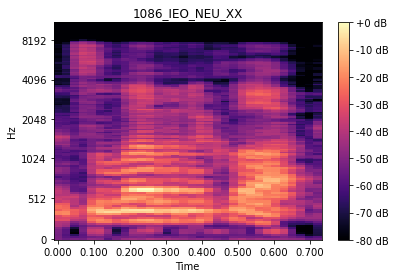 1086_IEO_NEU_XX
8192
4096
2048
1024
512
0
Hz
0.000 0.100 0.200 0.300 0.400 0.500 0.600 0.700
Time
+0 dB
-10 dB
-20 dB
-30 dB
-40 dB
-50 dB
-60 dB
-70 dB
-80 dB